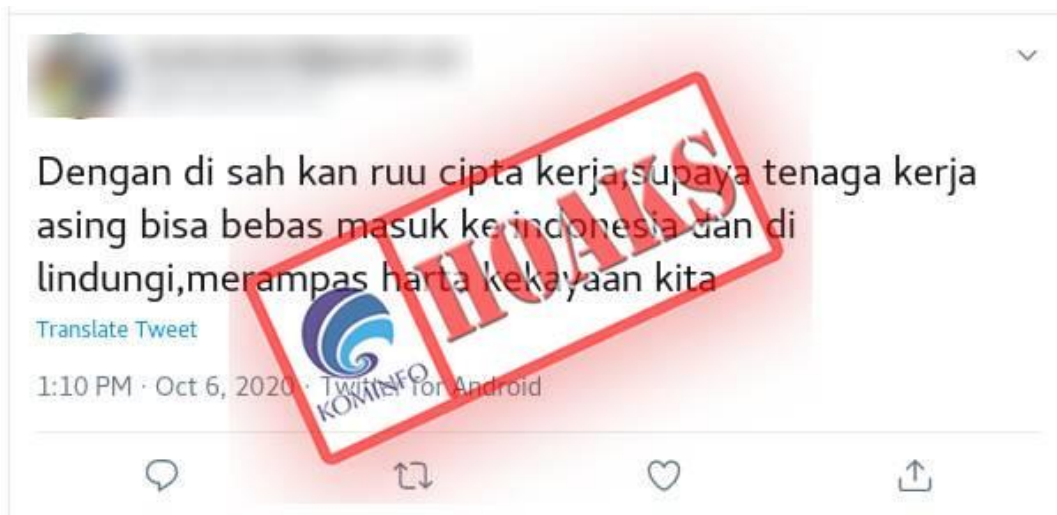 Dengan di sah kan ruu cipta kerja,supaya tenaga kerja
asing bisa bebas masuk ke indonesia dan di
lindungi,merampas harta kekayaan kita
HOAKS
KOMINFO
Translate Tweet
1:10 PM · Oct 6, 2020 · Twitter for Android